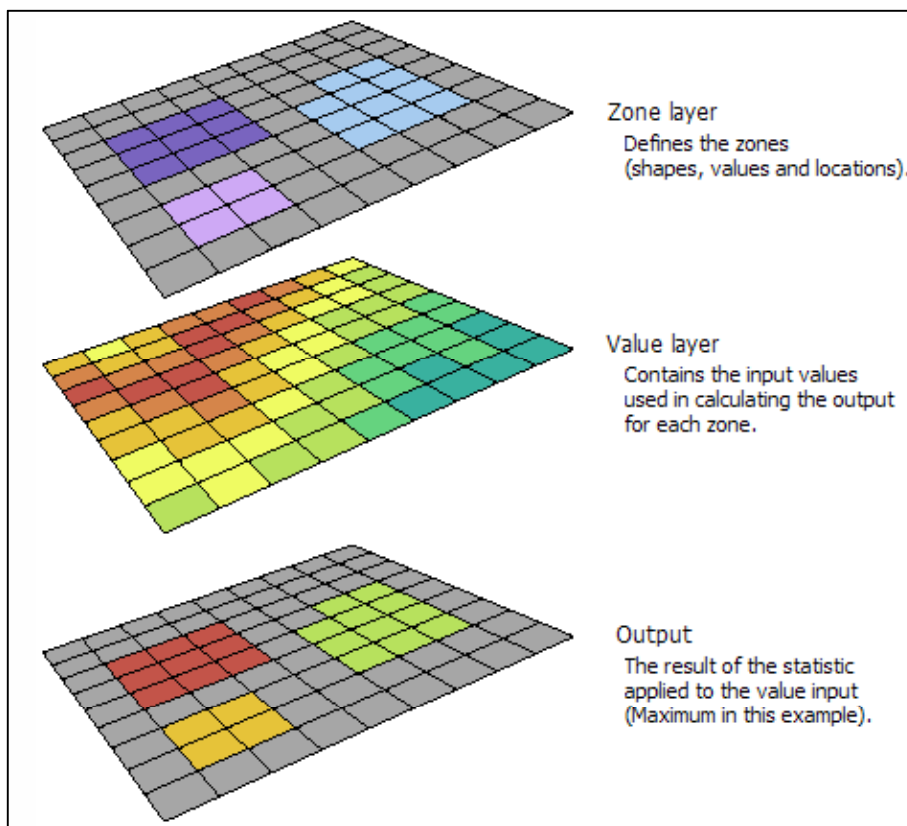 Zone layer
Defines the zones
(shapes, values and locations).
Value layer
Contains the input values
used in calculating the output
for each zone.
Output
The result of the statistic
applied to the value input
(Maximum in this example).